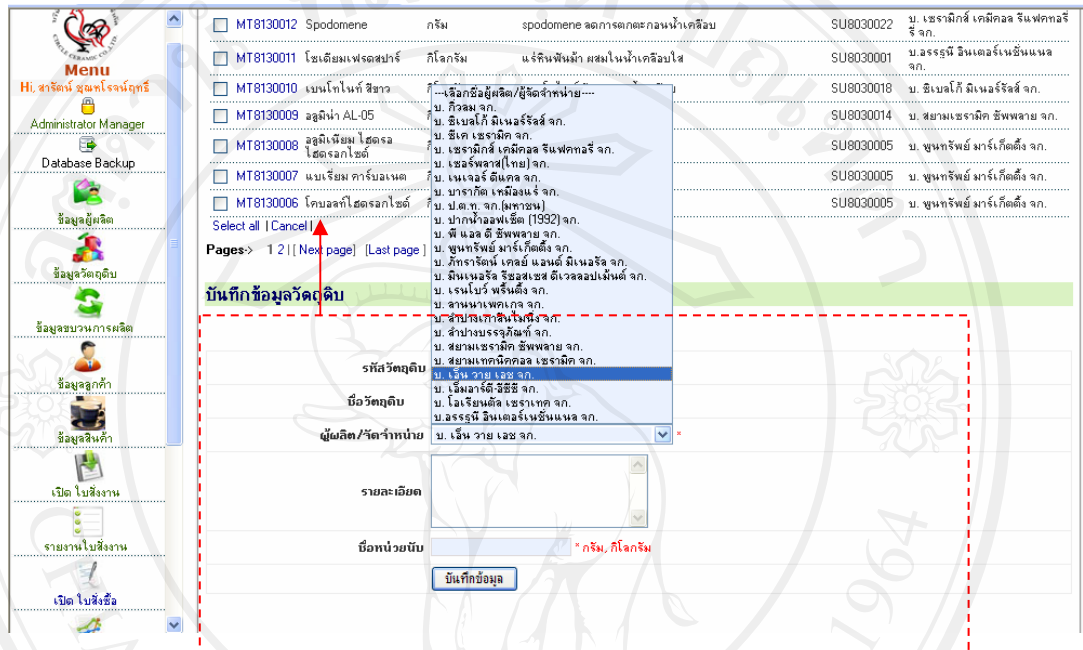 Menu
Hi, สารัตน์ ขุณหโรจน์ฤทธิ์
Administrator Manager
Database Backup
ข้อมูลผู้ผลิต
ข้อมูลวัตถุดิบ
ข้อมูลขบวนการผลิต
ข้อมูลลูกค้า
ข้อมูลสินค้า
เปิด ใบสั่งงาน
รายงานใบสั่งงาน
เปิด ใบสั่งซื้อ
MT8130012 Spodomene กรัม spodomene ลดการตกตะกอนน้ำเคลือบ SU8030022 บ. เซรามิกส์ เคมีคอล รีแฟคทอรี่ จก.
MT8130011 โซเดียมเฟรดสปาร์ กิโลกรัม แร่หินฟันม้า ผสมในน้ำเคลือบใส SU8030001 บ.อรรฐนี อินเตอร์เนชั่นแนล จก.
MT8130010 เบนโทไนท์ สีขาว SU8030018 บ. ซิเบลโก้ มิเนอร์รัลส์ จก.
MT8130009 อลูมิน่า AL-05 SU8030014 บ. สยามเซรามิค ซัพพลาย จก.
MT8130008 อลูมิเนียม ไฮดรอไฮดรอกไซด์ SU8030005 บ. พูนทรัพย์ มาร์เก็ตติ้ง จก.
MT8130007 แบเรียม คาร์บอเนต SU8030005 บ. พูนทรัพย์ มาร์เก็ตติ้ง จก.
MT8130006 โคบอลท์ไฮดรอกไซด์ SU8030005 บ. พูนทรัพย์ มาร์เก็ตติ้ง จก.
Select all | Cancel |
Pages-> 1 2 | [ Next page] [Last page ]
บันทึกข้อมูลวัตถุดิบ
---เลือกชื่อผู้ผลิต/ผู้จัดจำหน่าย----
บ. กิวลม จก.
บ. ซิเบลโก้ มิเนอร์รัลส์ จก.
บ. ซีเค เซรามิค จก.
บ. เซรามิกส์ เคมีคอล รีแฟคทอรี่ จก.
บ. เซอร์พลาส(ไทย) จก.
บ. เนเจอร์ ดีแคล จก.
บ. บารากัต เหมืองแร่ จก.
บ. ป.ต.ท. จก.(มหาชน)
บ. ปากน้ำออฟเซ็ต (1992) จก.
บ. พี แอล ดี ซัพพลาย จก.
บ. พูนทรัพย์ มาร์เก็ตติ้ง จก.
บ. ภัทรารัตน์ เคลย์ แอนด์ มิเนอรัล จก.
บ. มินเนอรัล รีซอสเซส ดีเวลลอปเม้นต์ จก.
บ. เรนโบว์ พริ้นติ้ง จก.
บ. ลานนาแพคเกจ จก.
บ. ลำปางเกาลินไมนิ่ง จก.
บ. ลำปางบรรจุภัณฑ์ จก.
บ. สยามเซรามิค ซัพพลาย จก.
บ. สยามเทคนิคคอล เซรามิค จก.
บ. เอ็น วาย เอช จก.
บ. เอ็มอาร์ดี-อีซีซี จก.
บ. โอเรียนตัล เซราเทค จก.
บ.อรรฐนี อินเตอร์เนชั่นแนล จก.
รหัสวัตถุดิบ
ชื่อวัตถุดิบ
ผู้ผลิต/จัดจำหน่าย บ. เอ็น วาย เอช จก. *
รายละเอียด
ชื่อหน่วยนับ * กรัม, กิโลกรัม
บันทึกข้อมูล
1964